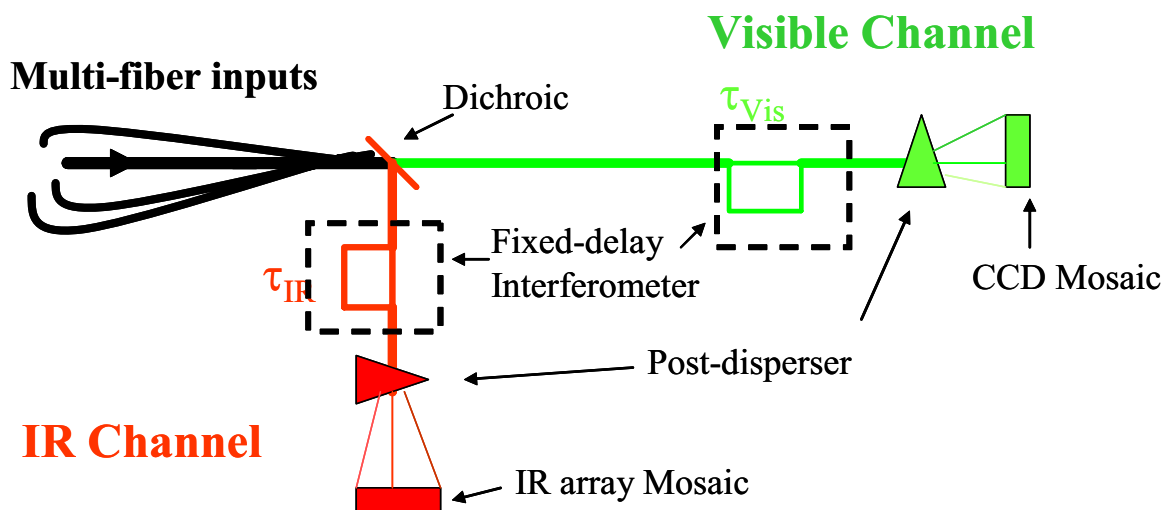 Visible Channel
Multi-fiber inputs
Dichroic
τVis
Fixed-delay
Interferometer
τIR
CCD Mosaic
Post-disperser
IR Channel
IR array Mosaic